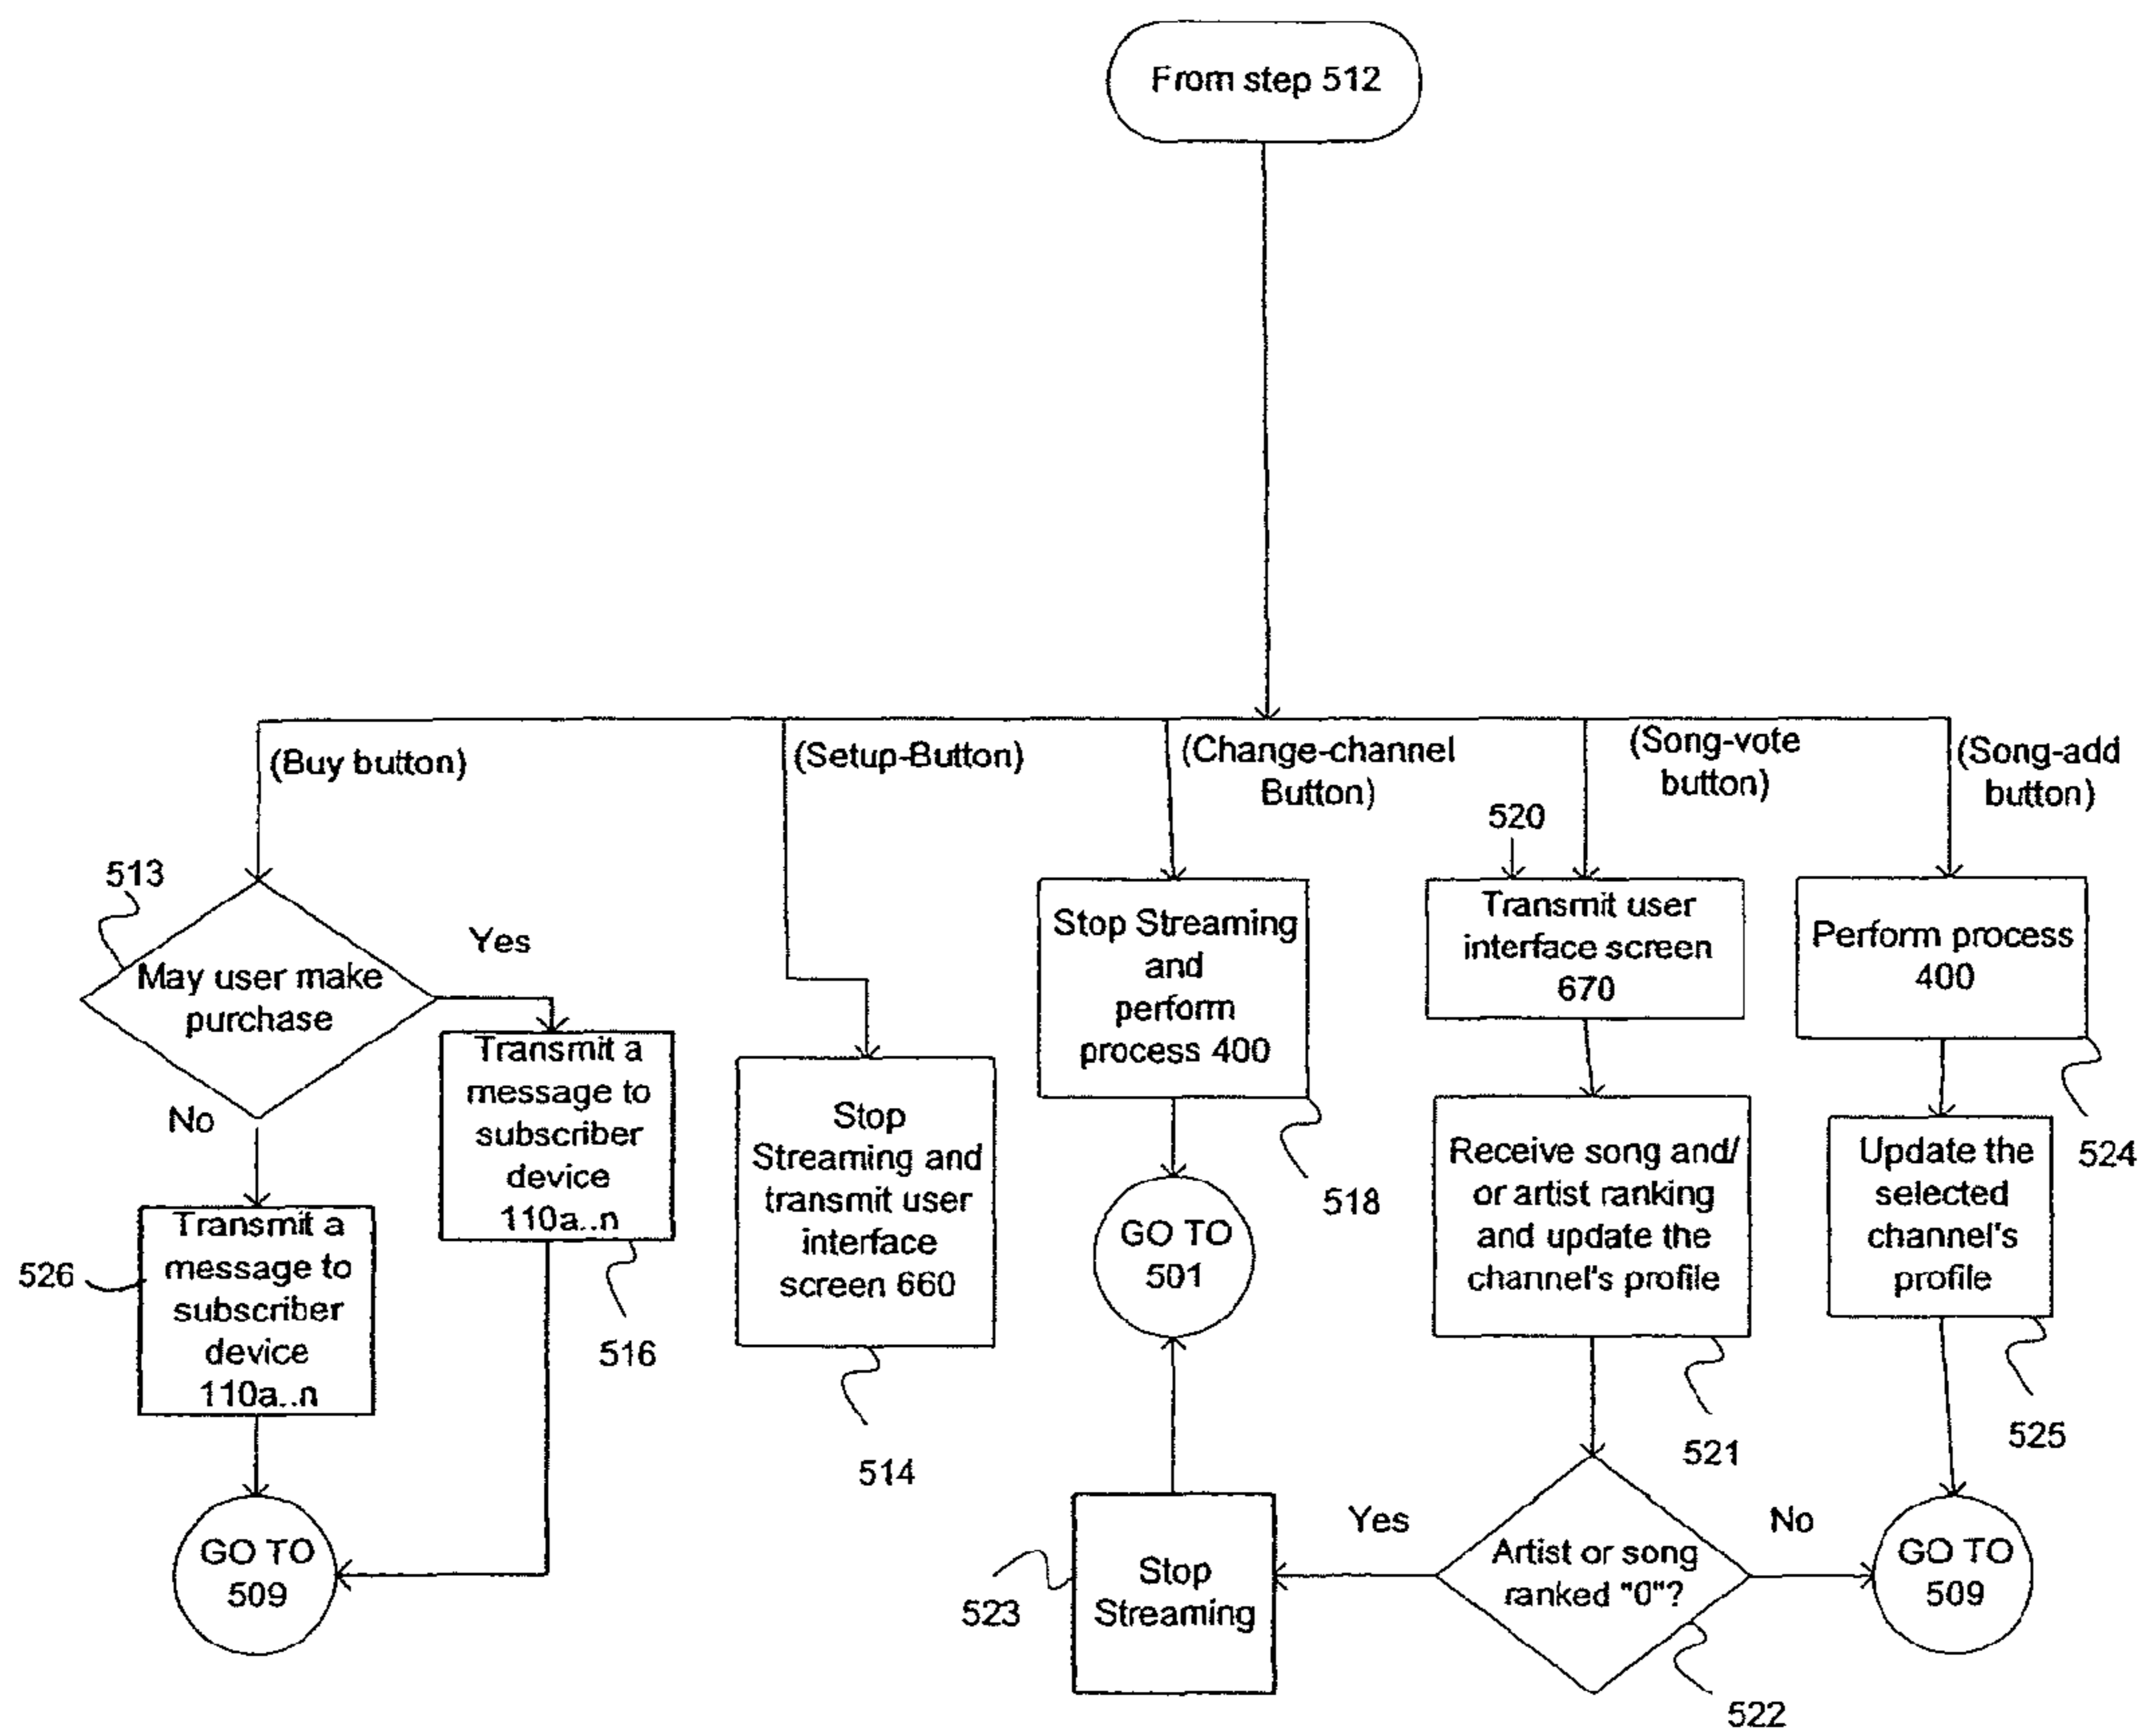 From step 512
(Buy button)
(Setup-Button)
(Change-channel
Button)
(Song-vote
button)
(Song-add
button)
513
May user make
purchase
Yes
No
Transmit a
message to
subscriber
device
110a..n
516
526
Transmit a
message to
subscriber
device
110a..n
GO TO
509
Stop
Streaming and
transmit user
interface
screen 660
514
Stop Streaming
and
perform
process 400
518
GO TO
501
520
Transmit user
interface screen
670
Receive song and/
or artist ranking
and update the
channel's profile
521
Artist or song
ranked "0"?
522
Yes
No
Stop
Streaming
523
Perform process
400
524
Update the
selected
channel's
profile
525
GO TO
509